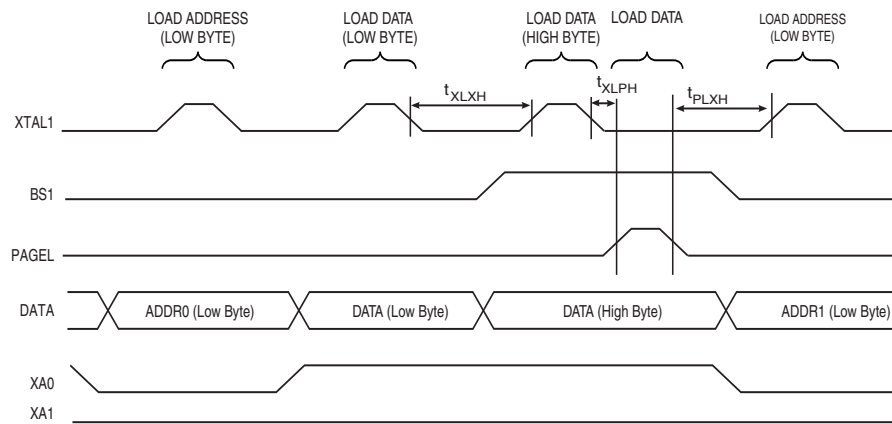 LOAD ADDRESS
(LOW BYTE)
LOAD DATA
(LOW BYTE)
LOAD DATA
(HIGH BYTE)
LOAD DATA
LOAD ADDRESS
(LOW BYTE)
tXLXH
tXLPH
tPLXH
XTAL1
BS1
PAGEL
DATA
ADDR0 (Low Byte)
DATA (Low Byte)
DATA (High Byte)
ADDR1 (Low Byte)
XA0
XA1